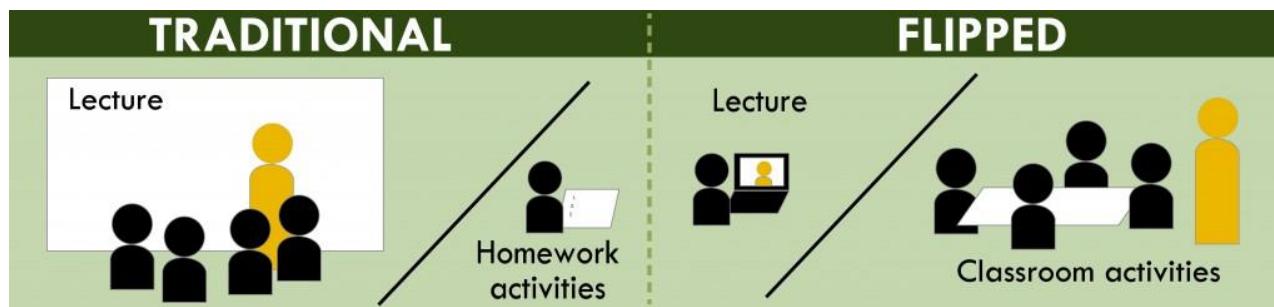 TRADITIONAL
Lecture
Homework
activities
FLIPPED
Lecture
Classroom activities